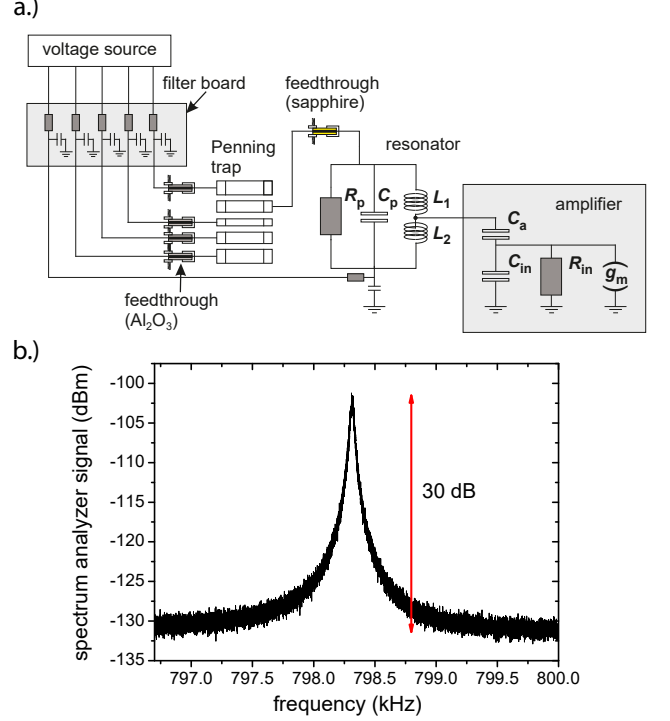 a.)
voltage source
filter board
feedthrough
(sapphire)
Penning
trap
resonator
amplifier
Rp
Cp
L1
L2
Ca
Cin
Rin
gm
feedthrough
(Al2O3)
b.)
spectrum analyzer signal (dBm)
-100
-105
-110
-115
-120
-125
-130
-135
30 dB
797.0 797.5 798.0 798.5 799.0 799.5 800.0
frequency (kHz)